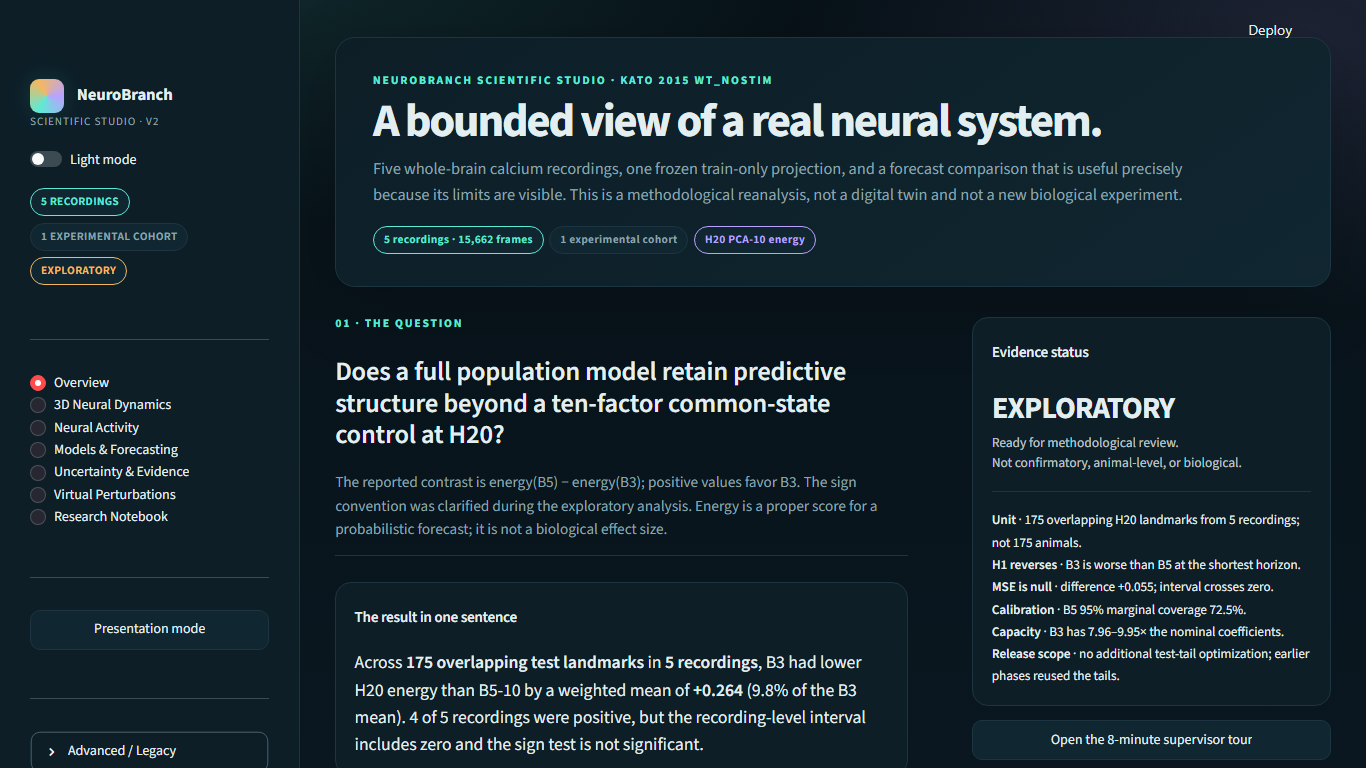 Deploy
NeuroBranch
SCIENTIFIC STUDIO · V2
Light mode
5 RECORDINGS
1 EXPERIMENTAL COHORT
EXPLORATORY
Overview
3D Neural Dynamics
Neural Activity
Models & Forecasting
Uncertainty & Evidence
Virtual Perturbations
Research Notebook
Presentation mode
Advanced / Legacy
NEUROBRANCH SCIENTIFIC STUDIO · KATO 2015 WT_NOSTIM
A bounded view of a real neural system.
Five whole-brain calcium recordings, one frozen train-only projection, and a forecast comparison that is useful precisely
because its limits are visible. This is a methodological reanalysis, not a digital twin and not a new biological experiment.
5 recordings · 15,662 frames
1 experimental cohort
H20 PCA-10 energy
01 · THE QUESTION
Does a full population model retain predictive
structure beyond a ten-factor common-state
control at H20?
The reported contrast is energy(B5) − energy(B3); positive values favor B3. The sign
convention was clarified during the exploratory analysis. Energy is a proper score for a
probabilistic forecast; it is not a biological effect size.
The result in one sentence
Across 175 overlapping test landmarks in 5 recordings, B3 had lower
H20 energy than B5-10 by a weighted mean of +0.264 (9.8% of the B3
mean). 4 of 5 recordings were positive, but the recording-level interval
includes zero and the sign test is not significant.
Evidence status
EXPLORATORY
Ready for methodological review.
Not confirmatory, animal-level, or biological.
Unit · 175 overlapping H20 landmarks from 5 recordings;
not 175 animals.
H1 reverses · B3 is worse than B5 at the shortest horizon.
MSE is null · difference +0.055; interval crosses zero.
Calibration · B5 95% marginal coverage 72.5%.
Capacity · B3 has 7.96–9.95× the nominal coefficients.
Release scope · no additional test-tail optimization; earlier
phases reused the tails.
Open the 8-minute supervisor tour